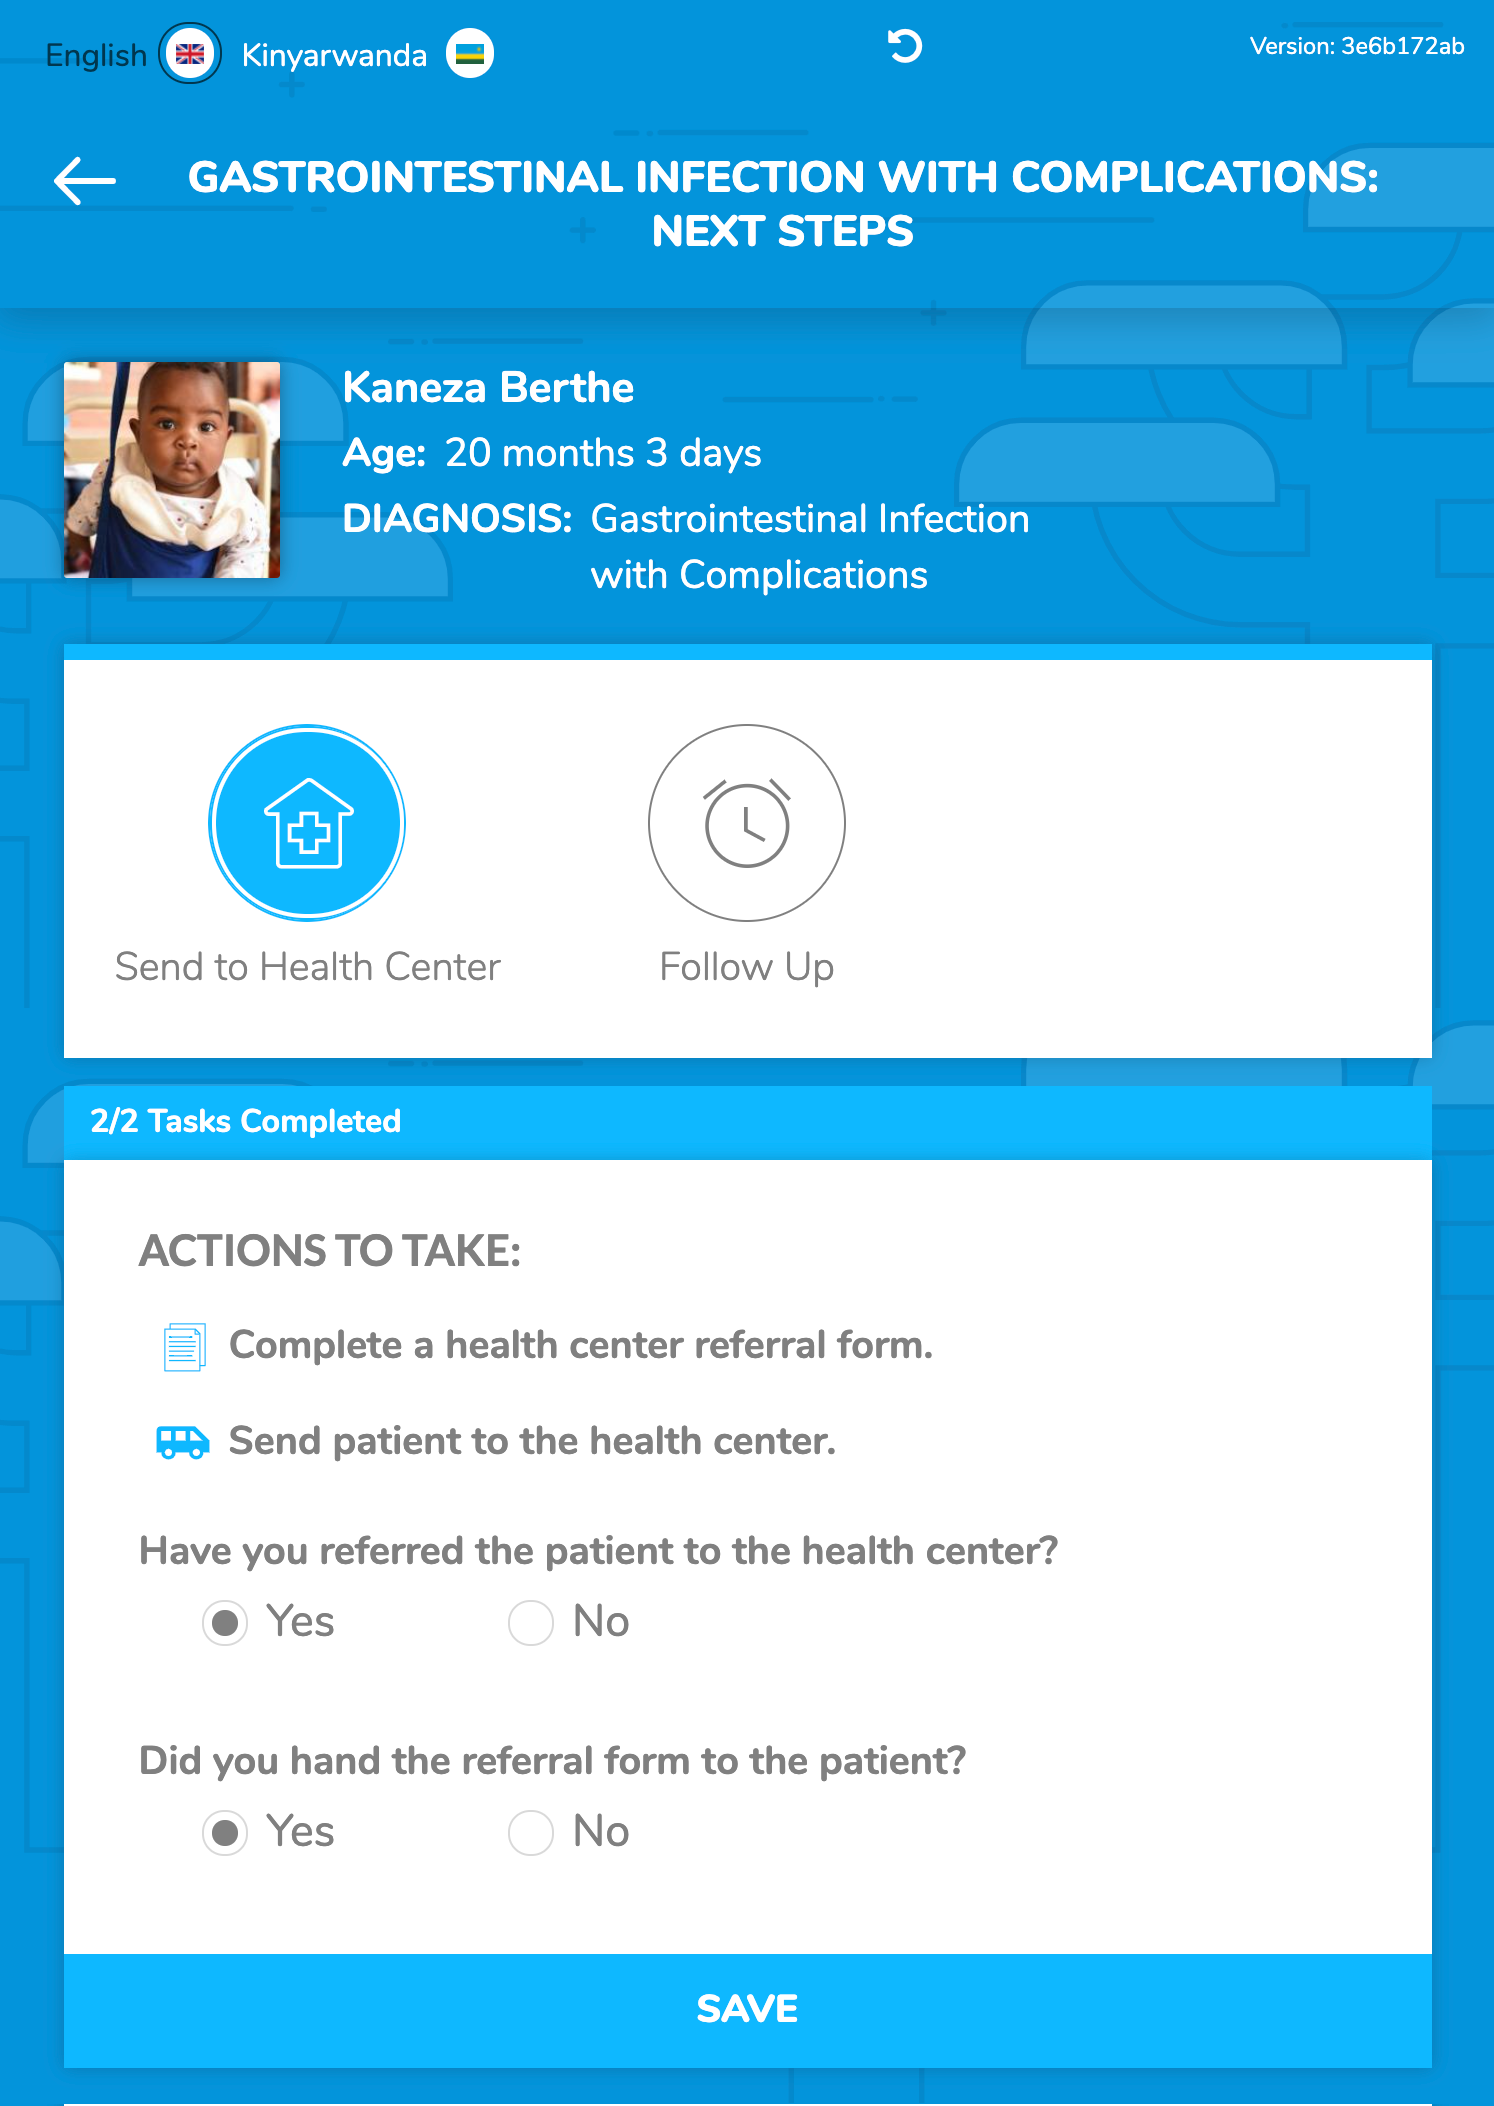 English Kinyarwanda Version: 3e6b172ab
GASTROINTESTINAL INFECTION WITH COMPLICATIONS:
NEXT STEPS
Kaneza Berthe
Age: 20 months 3 days
DIAGNOSIS: Gastrointestinal Infection
with Complications
Send to Health Center Follow Up
2/2 Tasks Completed
ACTIONS TO TAKE:
Complete a health center referral form.
Send patient to the health center.
Have you referred the patient to the health center?
Yes No
Did you hand the referral form to the patient?
Yes No
SAVE